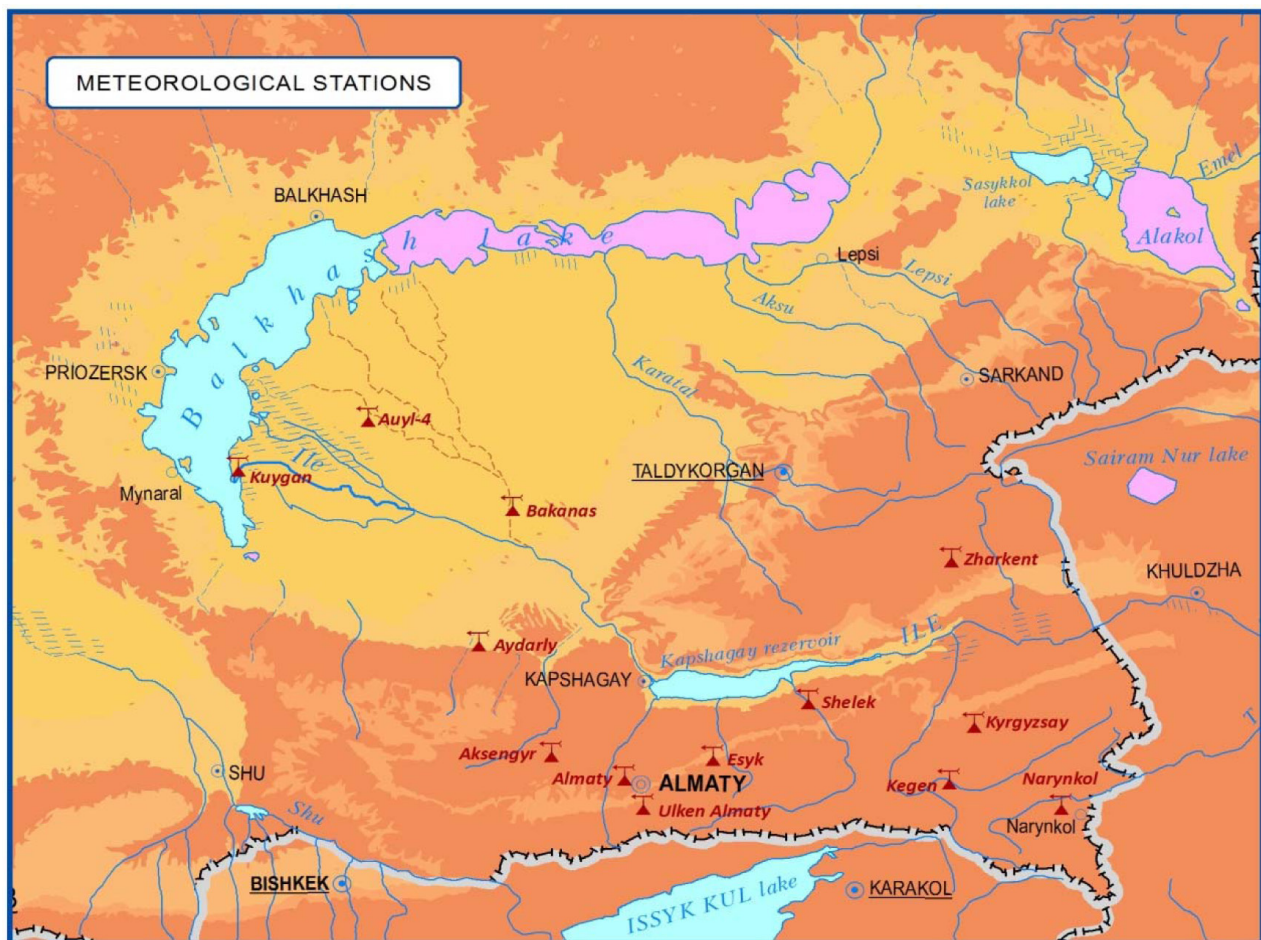 METEOROLOGICAL STATIONS
BALKHASH
Balkhash lake
Sasykkol
lake
Emel
Alakol
Lepsi
Lepsi
Aksu
PRIOZERSK
Karatal
SARKAND
Auyl-4
Ile
Kuygan
Mynaral
TALDYKORGAN
Sairam Nur lake
Bakanas
Zharkent
KHULDZHA
Aydarly
Kapshagay rezervoir
ILE
KAPSHAGAY
Shelek
Kyrgyzsay
T
Aksengyr
Esyk
Almaty
ALMATY
SHU
Kegen
Narynkol
Ulken Almaty
Shu
Narynkol
BISHKEK
ISSYK KUL lake
KARAKOL